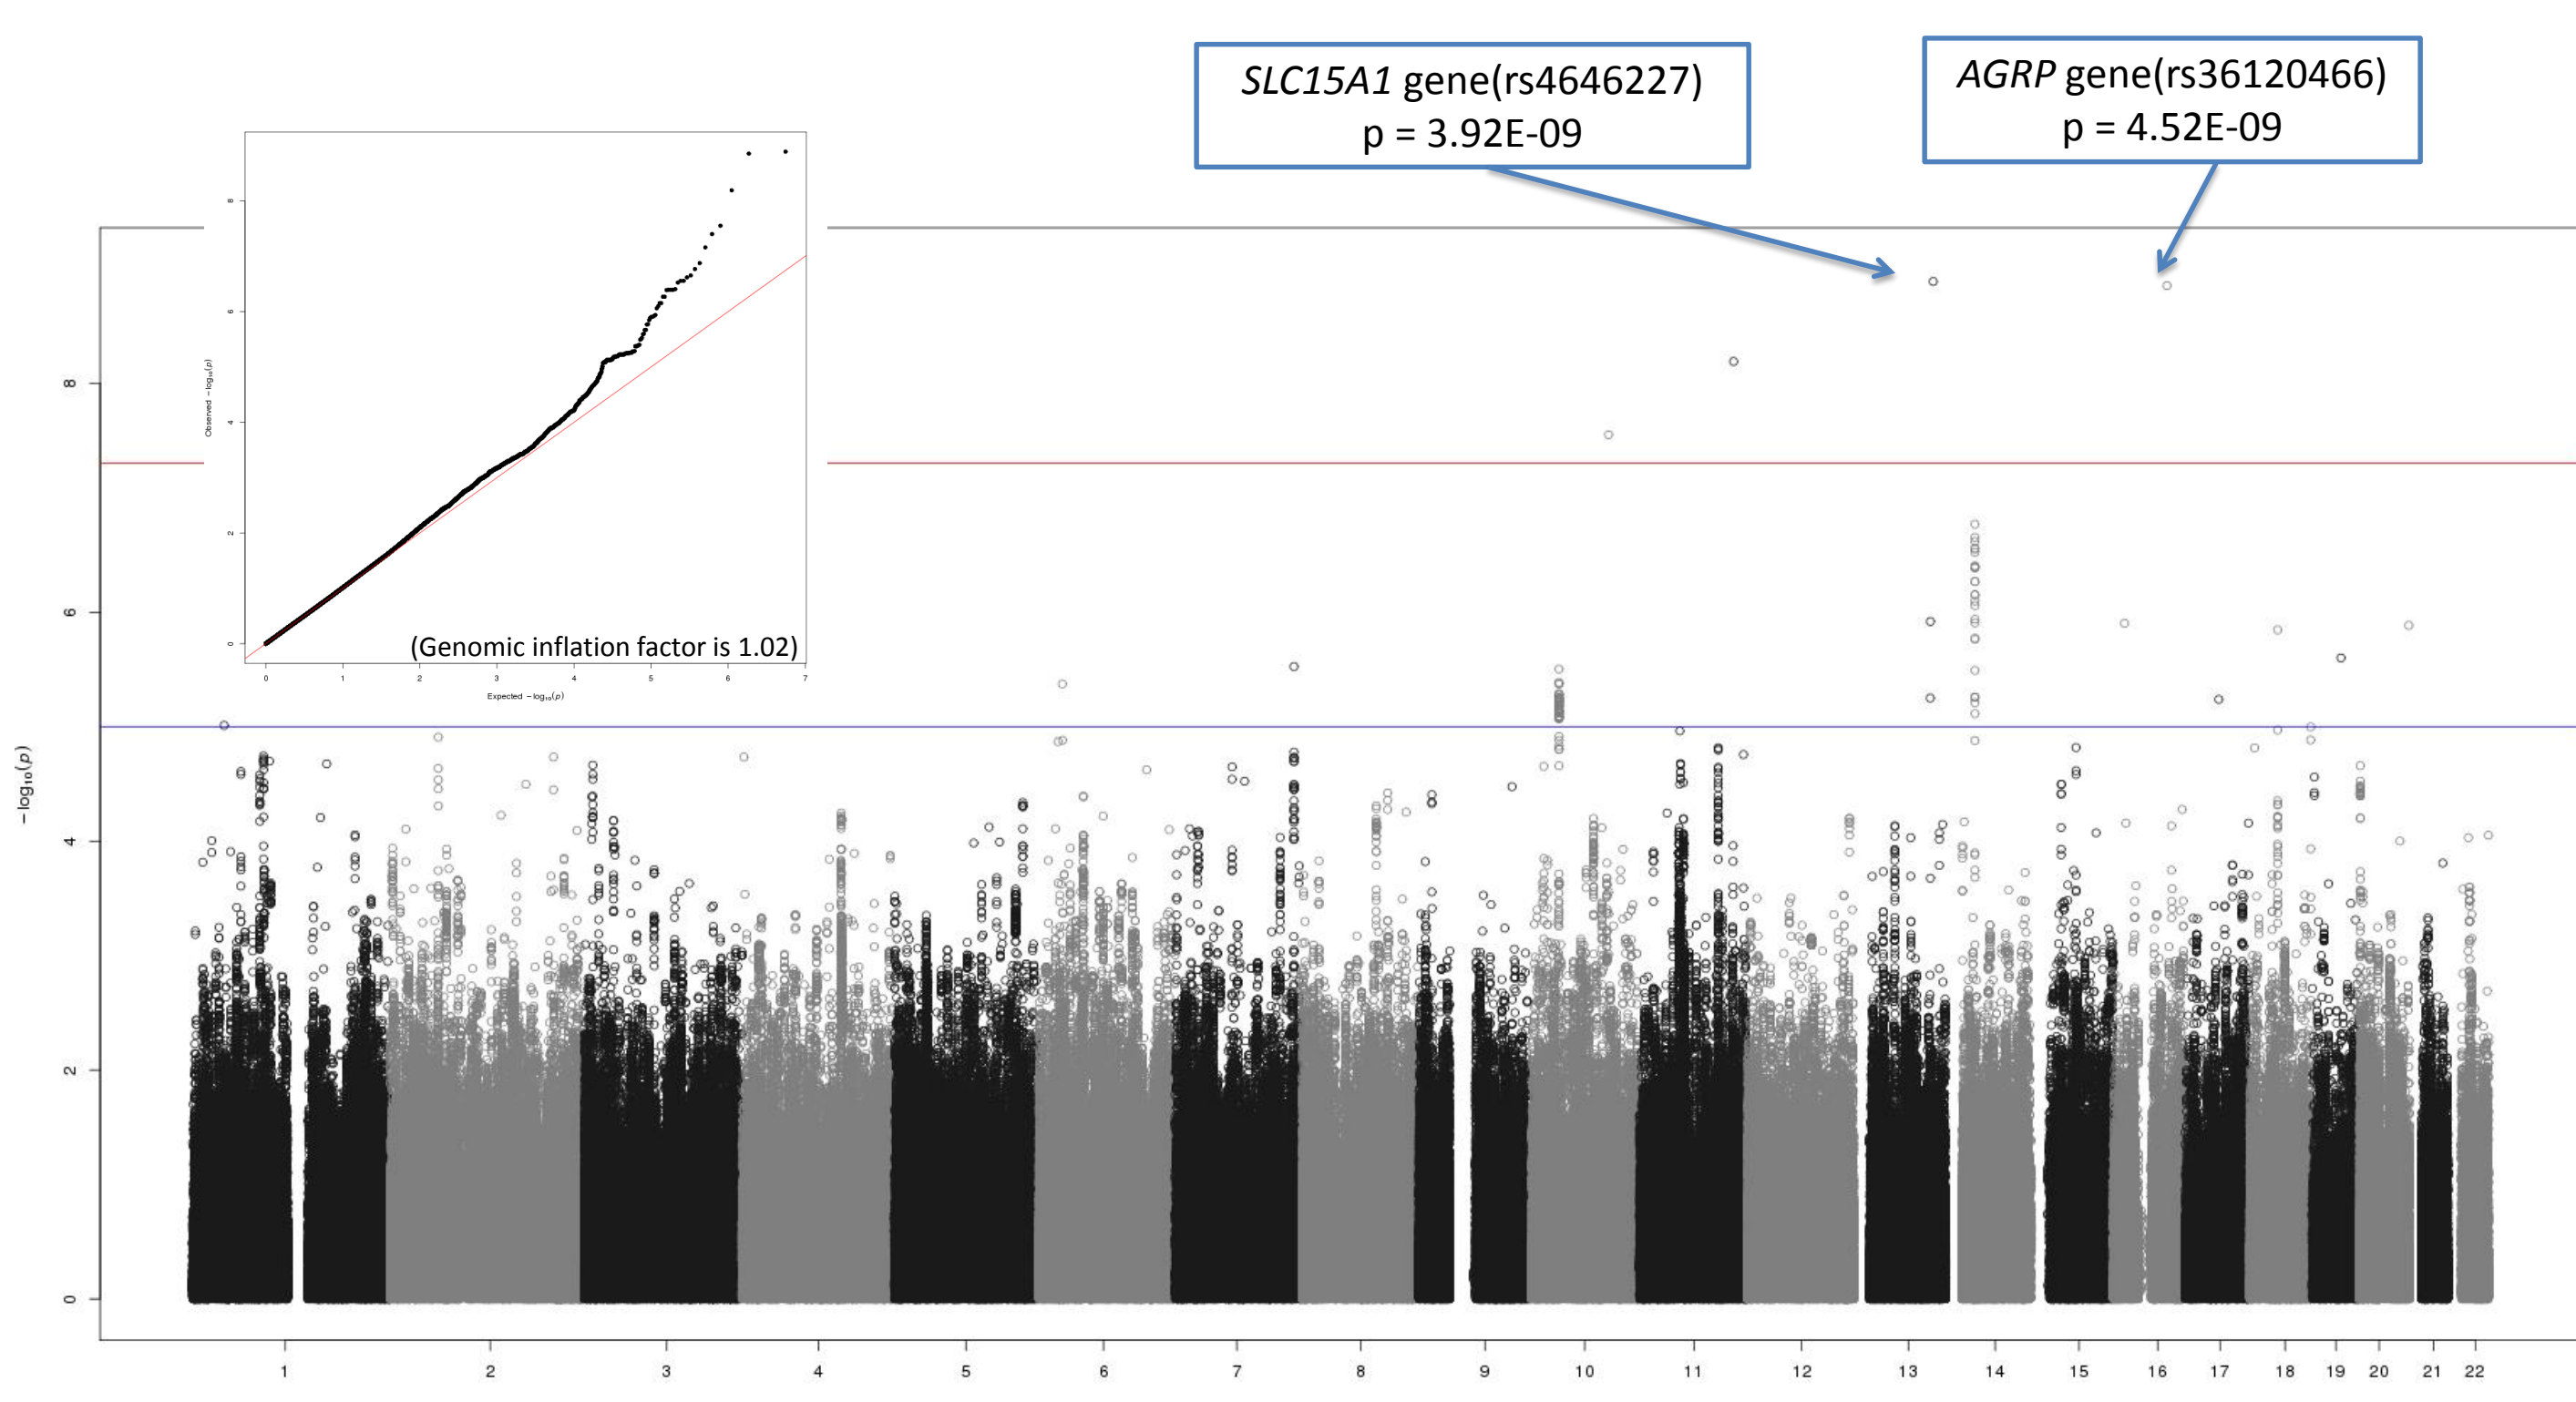 SLC15A1 gene(rs4646227)
p = 3.92E-09
AGRP gene(rs36120466)
p = 4.52E-09
8
6
4
2
0
Observed −log₁₀(p)
(Genomic inflation factor is 1.02)
0 1 2 3 4 5 6 7
Expected −log₁₀(p)
8
6
4
2
0
−log₁₀(p)
1 2 3 4 5 6 7 8 9 10 11 12 13 14 15 16 17 18 19 20 21 22